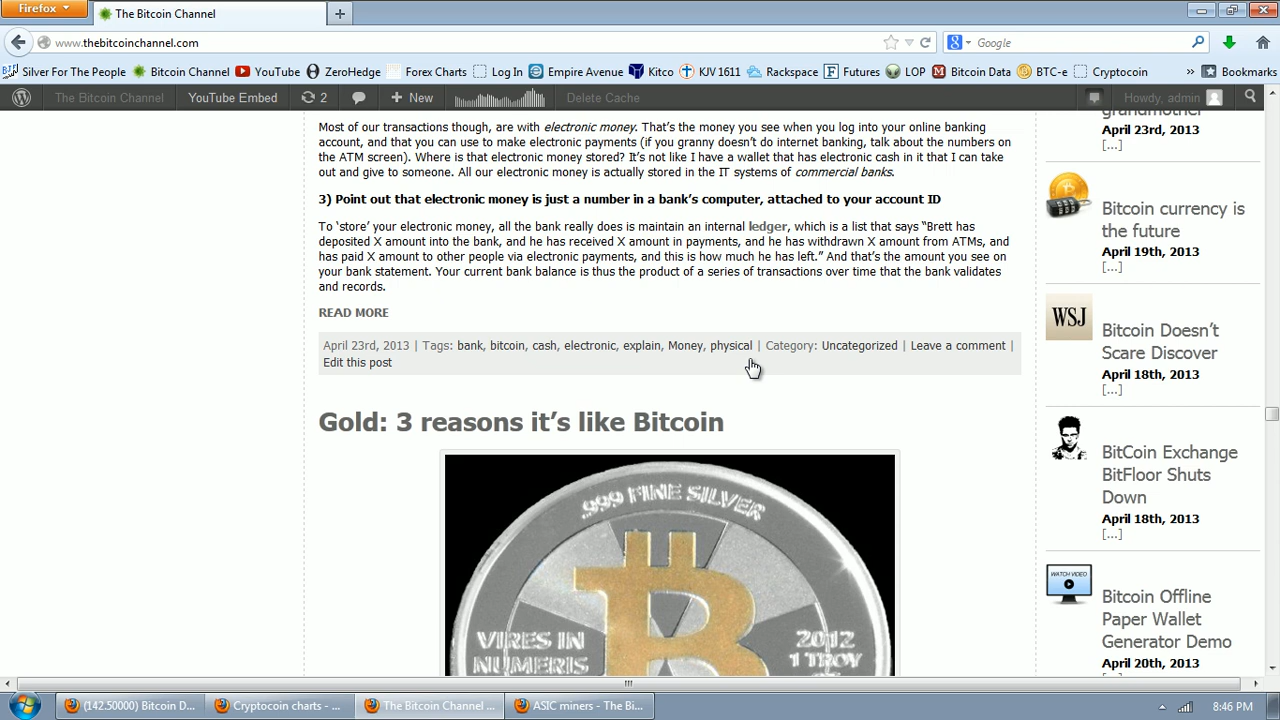 Firefox
The Bitcoin Channel
www.thebitcoinchannel.com
Google
Silver For The People
Bitcoin Channel
YouTube
ZeroHedge
Forex Charts
Log In
Empire Avenue
Kitco
KJV 1611
Rackspace
Futures
LOP
Bitcoin Data
BTC-e
Cryptocoin
»
Bookmarks
The Bitcoin Channel
YouTube Embed
2
New
Delete Cache
Howdy, admin
Most of our transactions though, are with electronic money. That's the money you see when you log into your online banking
account, and that you can use to make electronic payments (if you granny doesn't do internet banking, talk about the numbers on
the ATM screen). Where is that electronic money stored? It's not like I have a wallet that has electronic cash in it that I can take
out and give to someone. All our electronic money is actually stored in the IT systems of commercial banks.
3) Point out that electronic money is just a number in a bank's computer, attached to your account ID
To 'store' your electronic money, all the bank really does is maintain an internal ledger, which is a list that says “Brett has
deposited X amount into the bank, and he has received X amount in payments, and he has withdrawn X amount from ATMs, and
has paid X amount to other people via electronic payments, and this is how much he has left.” And that's the amount you see on
your bank statement. Your current bank balance is thus the product of a series of transactions over time that the bank validates
and records.
READ MORE
April 23rd, 2013 | Tags: bank, bitcoin, cash, electronic, explain, Money, physical | Category: Uncategorized | Leave a comment |
Edit this post
Gold: 3 reasons it's like Bitcoin
.999 FINE SILVER
B
VIRES IN
NUMERIS
2012
1 TROY
grandmother
April 23rd, 2013
[...]
Bitcoin currency is
the future
April 19th, 2013
[...]
WSJ
Bitcoin Doesn't
Scare Discover
April 18th, 2013
[...]
BitCoin Exchange
BitFloor Shuts
Down
April 18th, 2013
[...]
WATCH VIDEO
Bitcoin Offline
Paper Wallet
Generator Demo
April 20th, 2013
(142.50000) Bitcoin D...
Cryptocoin charts - ...
The Bitcoin Channel ...
ASIC miners - The Bi...
8:46 PM